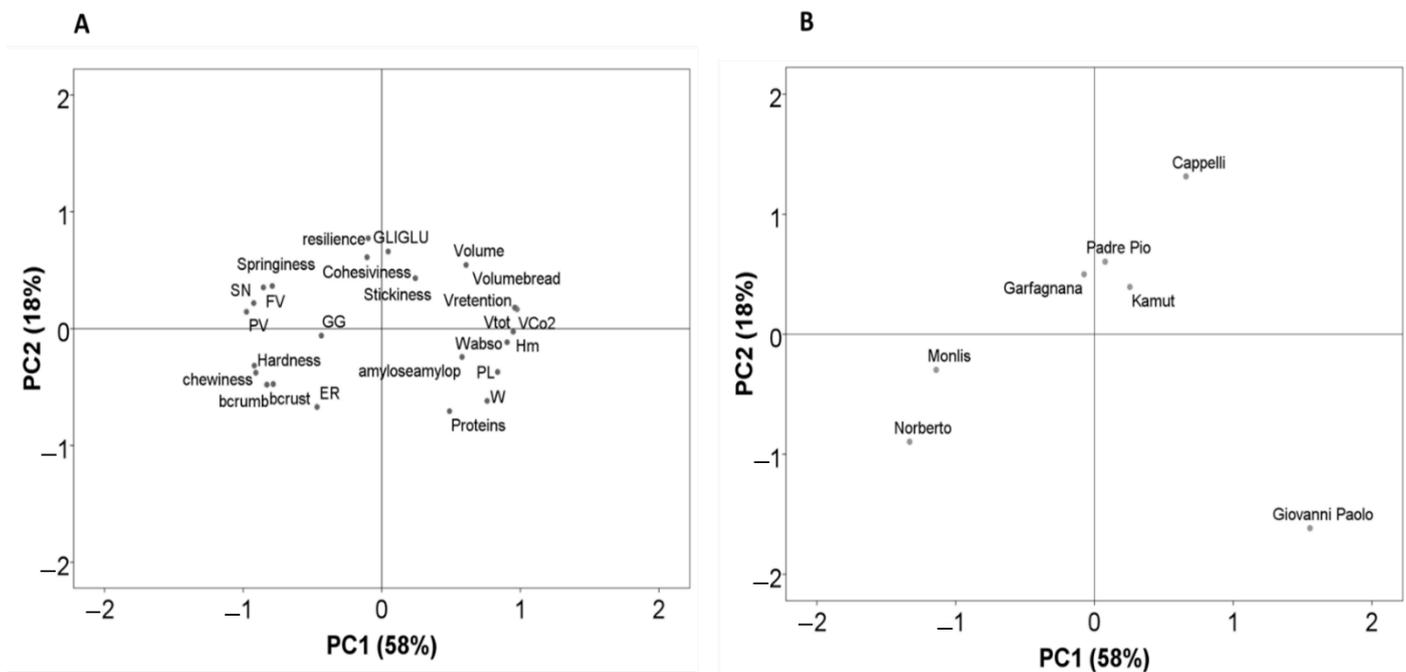 A
2
1
0
–1
–2
PC2 (18%)
resilience GLIGLU
Volume
Springiness
Cohesiviness
Volumebread
SN
FV
Stickiness
Vretention
PV
GG
Vtot VCo2
Wabso Hm
Hardness
chewiness
amyloseamylop PL
bcrumb bcrust ER
W
Proteins
–2 –1 0 1 2
PC1 (58%)
B
2
1
0
–1
–2
PC2 (18%)
Cappelli
Padre Pio
Garfagnana
Kamut
Monlis
Norberto
Giovanni Paolo
–2 –1 0 1 2
PC1 (58%)